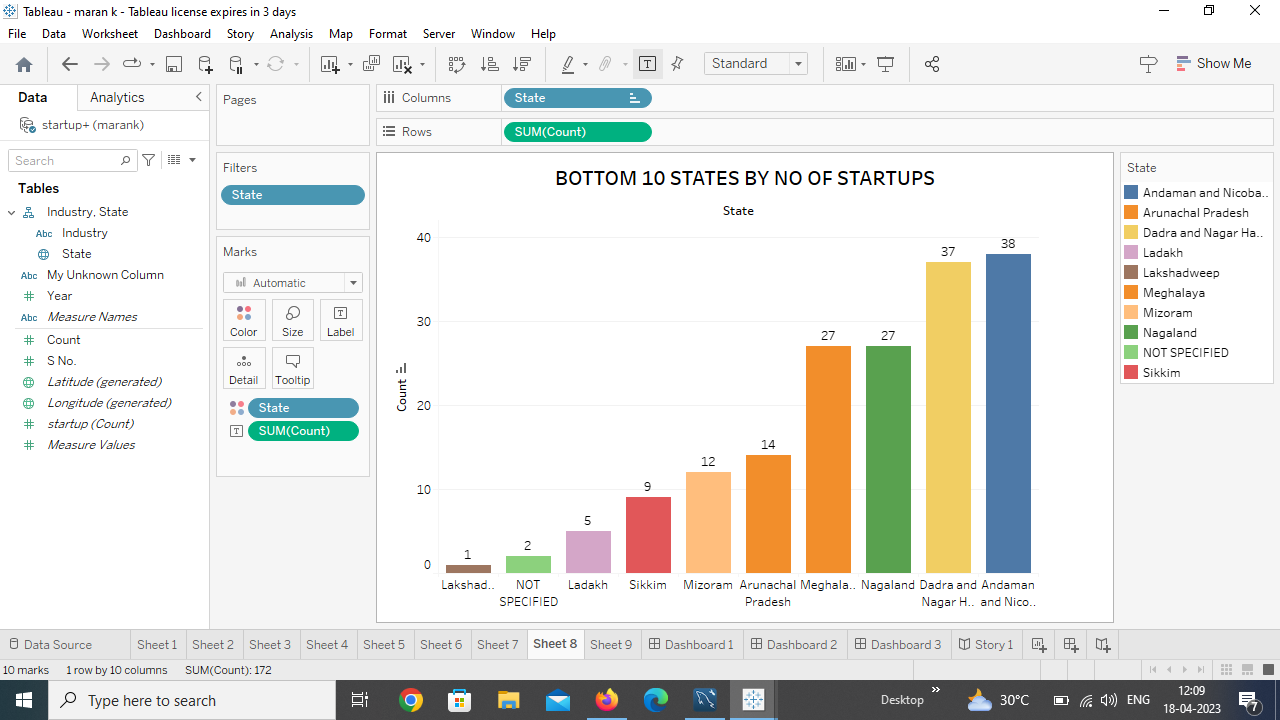 Tableau - maran k - Tableau license expires in 3 days
File Data Worksheet Dashboard Story Analysis Map Format Server Window Help
Standard
Show Me
Data Analytics
startup+ (marank)
Search
Tables
Industry, State
Abc Industry
State
Abc My Unknown Column
Year
Abc Measure Names
Count
S No.
Latitude (generated)
Longitude (generated)
startup (Count)
Measure Values
Pages
Filters
State
Marks
Automatic
Color Size Label
Detail Tooltip
State
SUM(Count)
Columns State
Rows SUM(Count)
BOTTOM 10 STATES BY NO OF STARTUPS
State
Count
40
30
20
10
0
1
2
5
9
12
14
27
27
37
38
Lakshad..
NOT
SPECIFIED
Ladakh
Sikkim
Mizoram
Arunachal
Pradesh
Meghala..
Nagaland
Dadra and
Nagar H..
Andaman
and Nico..
State
Andaman and Nicoba..
Arunachal Pradesh
Dadra and Nagar Ha..
Ladakh
Lakshadweep
Meghalaya
Mizoram
Nagaland
NOT SPECIFIED
Sikkim
Data Source Sheet 1 Sheet 2 Sheet 3 Sheet 4 Sheet 5 Sheet 6 Sheet 7 Sheet 8 Sheet 9 Dashboard 1 Dashboard 2 Dashboard 3 Story 1
10 marks 1 row by 10 columns SUM(Count): 172
Type here to search
Desktop
30°C
ENG
12:09
18-04-2023
7